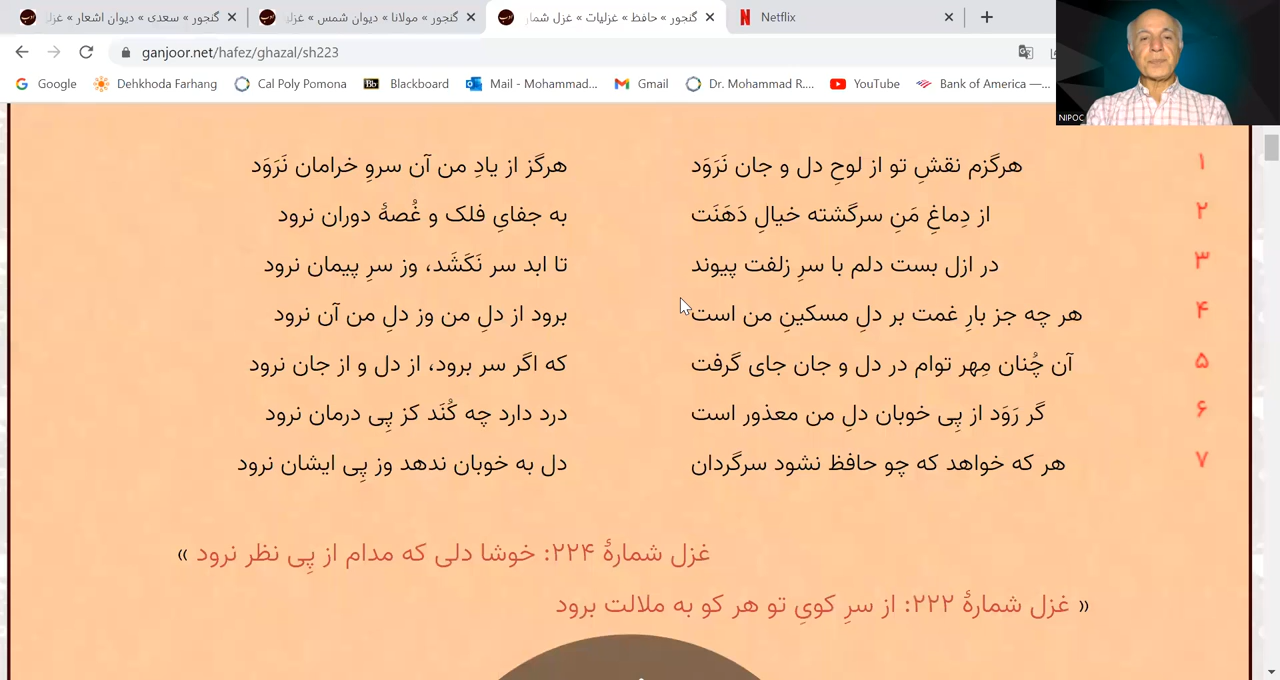 گنجور » سعدی » دیوان اشعار » غزل
گنجور » مولانا » دیوان شمس » غزلی
گنجور » حافظ » غزلیات » غزل شمار
Netflix
ganjoor.net/hafez/ghazal/sh223
Google Dehkhoda Farhang Cal Poly Pomona Bb Blackboard Mail - Mohammad... Gmail Dr. Mohammad R.... YouTube Bank of America —...
NIPOC
۱ هرگزم نقشِ تو از لوحِ دل و جان نَرَوَد هرگز از یادِ من آن سروِ خرامان نَرَوَد
۲ از دِماغِ مَنِ سرگشته خیالِ دَهَنَت به جفایِ فلک و غُصهٔ دوران نرود
۳ در ازل بست دلم با سرِ زلفت پیوند تا ابد سر نَکَشَد، وز سرِ پیمان نرود
۴ هر چه جز بارِ غمت بر دلِ مسکینِ من است برود از دلِ من وز دلِ من آن نرود
۵ آن چُنان مِهرِ توام در دل و جان جای گرفت که اگر سر برود، از دل و از جان نرود
۶ گر رَوَد از پِی خوبان دلِ من معذور است درد دارد چه کُنَد کز پِی درمان نرود
۷ هر که خواهد که چو حافظ نشود سرگردان دل به خوبان ندهد وز پِی ایشان نرود
غزل شمارهٔ ۲۲۴: خوشا دلی که مدام از پِی نظر نرود »
« غزل شمارهٔ ۲۲۲: از سرِ کویِ تو هر کو به ملالت برود